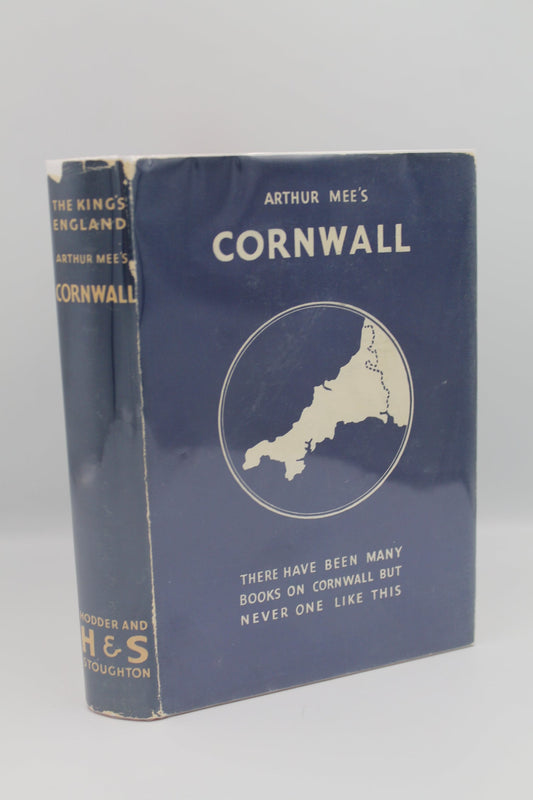 THE KING'S
ENGLAND
ARTHUR MEE'S
CORNWALL
HODDER AND
H & S
STOUGHTON
ARTHUR MEE'S
CORNWALL
THERE HAVE BEEN MANY
BOOKS ON CORNWALL BUT
NEVER ONE LIKE THIS